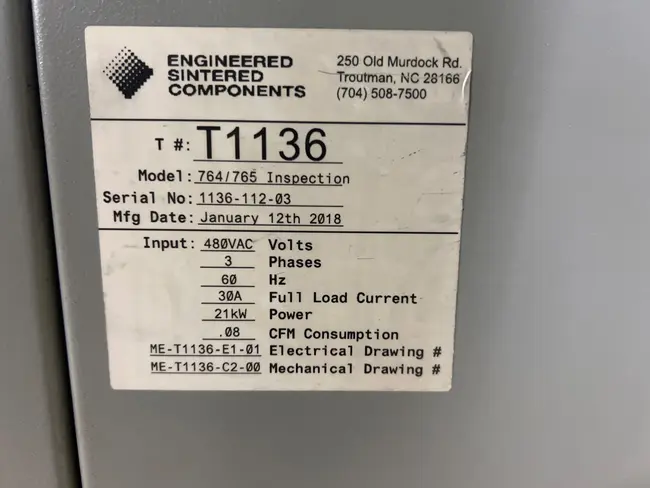 ENGINEERED
SINTERED
COMPONENTS
250 Old Murdock Rd.
Troutman, NC 28166
(704) 508-7500
T #: T1136
Model: 764/765 Inspection
Serial No: 1136-112-03
Mfg Date: January 12th 2018
Input: 480VAC Volts
3 Phases
60 Hz
30A Full Load Current
21kW Power
.08 CFM Consumption
ME-T1136-E1-01 Electrical Drawing #
ME-T1136-C2-00 Mechanical Drawing #